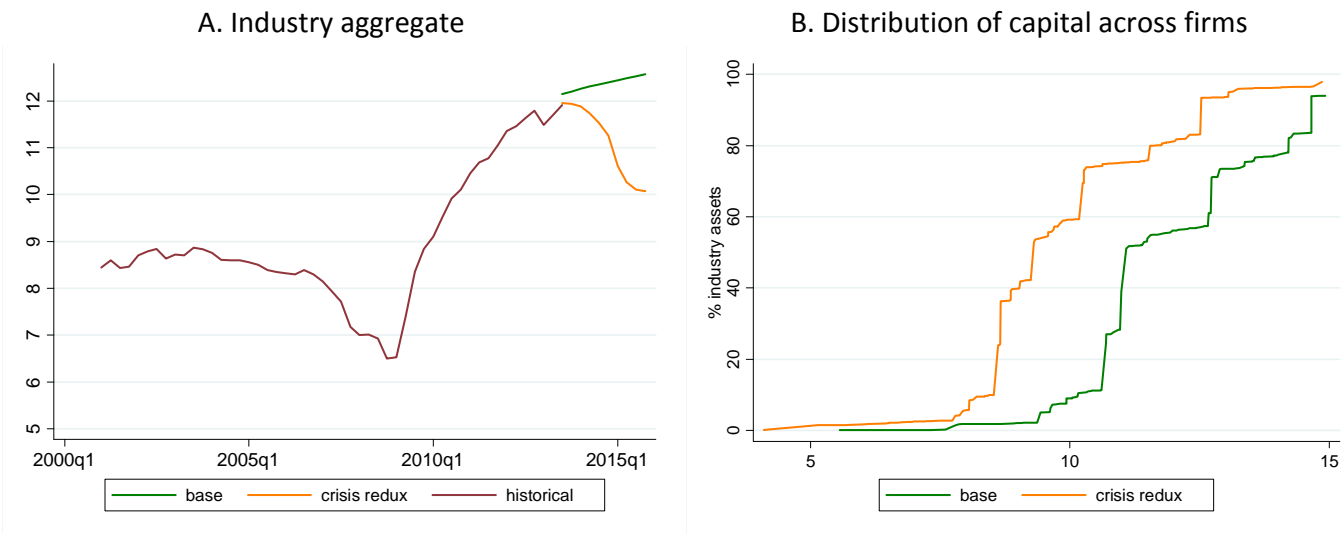 A. Industry aggregate
12
11
10
9
8
7
6
5
2000q1 2005q1 2010q1 2015q1
base crisis redux historical
B. Distribution of capital across firms
% industry assets
100
80
60
40
20
0
5 10 15
base crisis redux